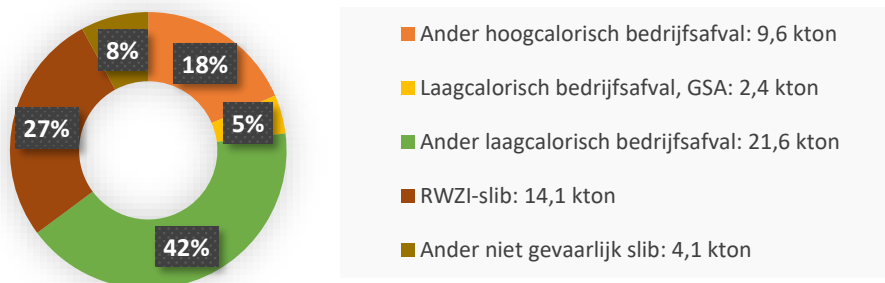 8%
18%
27%
5%
42%
Ander hoogcalorisch bedrijfsafval: 9,6 kton
Laagcalorisch bedrijfsafval, GSA: 2,4 kton
Ander laagcalorisch bedrijfsafval: 21,6 kton
RWZI-slib: 14,1 kton
Ander niet gevaarlijk slib: 4,1 kton